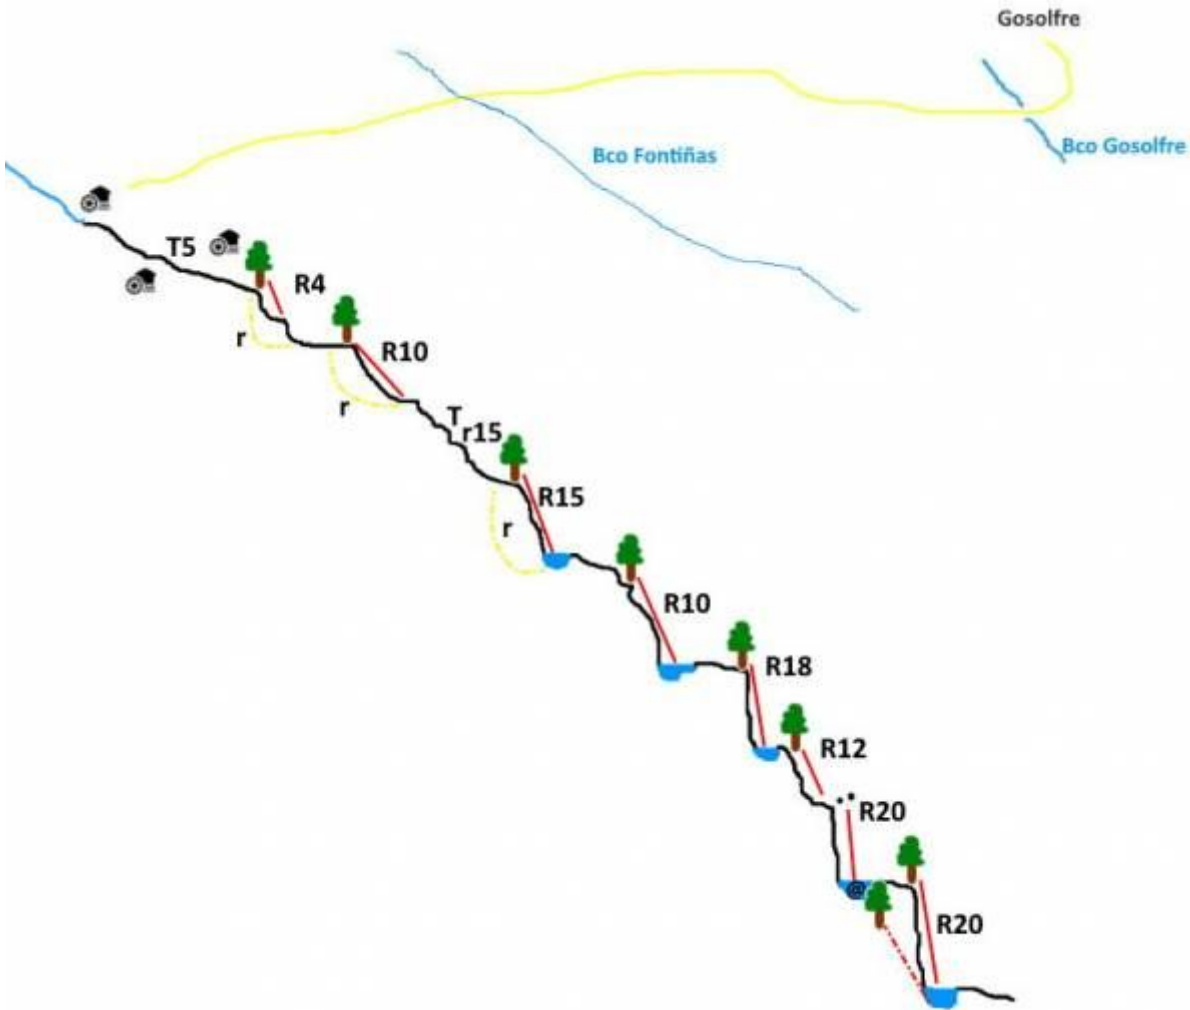 Gosolfre
Bco Fontiñas
Bco Gosolfre
T5
R4
r
R10
r
T
r15
R15
r
R10
R18
R12
R20
@
R20